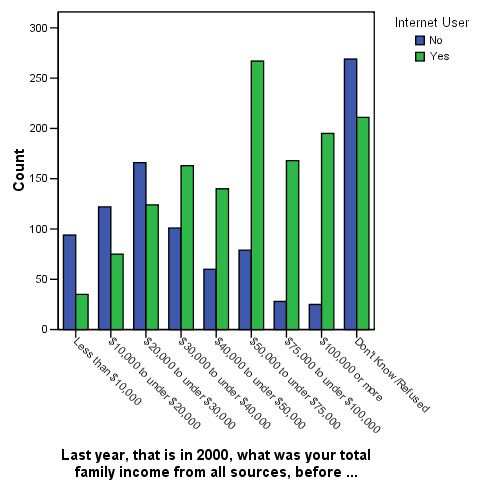 Internet User
No
Yes
300
250
200
150
100
50
0
Count
Less than $10,000
$10,000 to under $20,000
$20,000 to under $30,000
$30,000 to under $40,000
$40,000 to under $50,000
$50,000 to under $75,000
$75,000 to under $100,000
$100,000 or more
Don't Know/Refused
Last year, that is in 2000, what was your total
family income from all sources, before ...